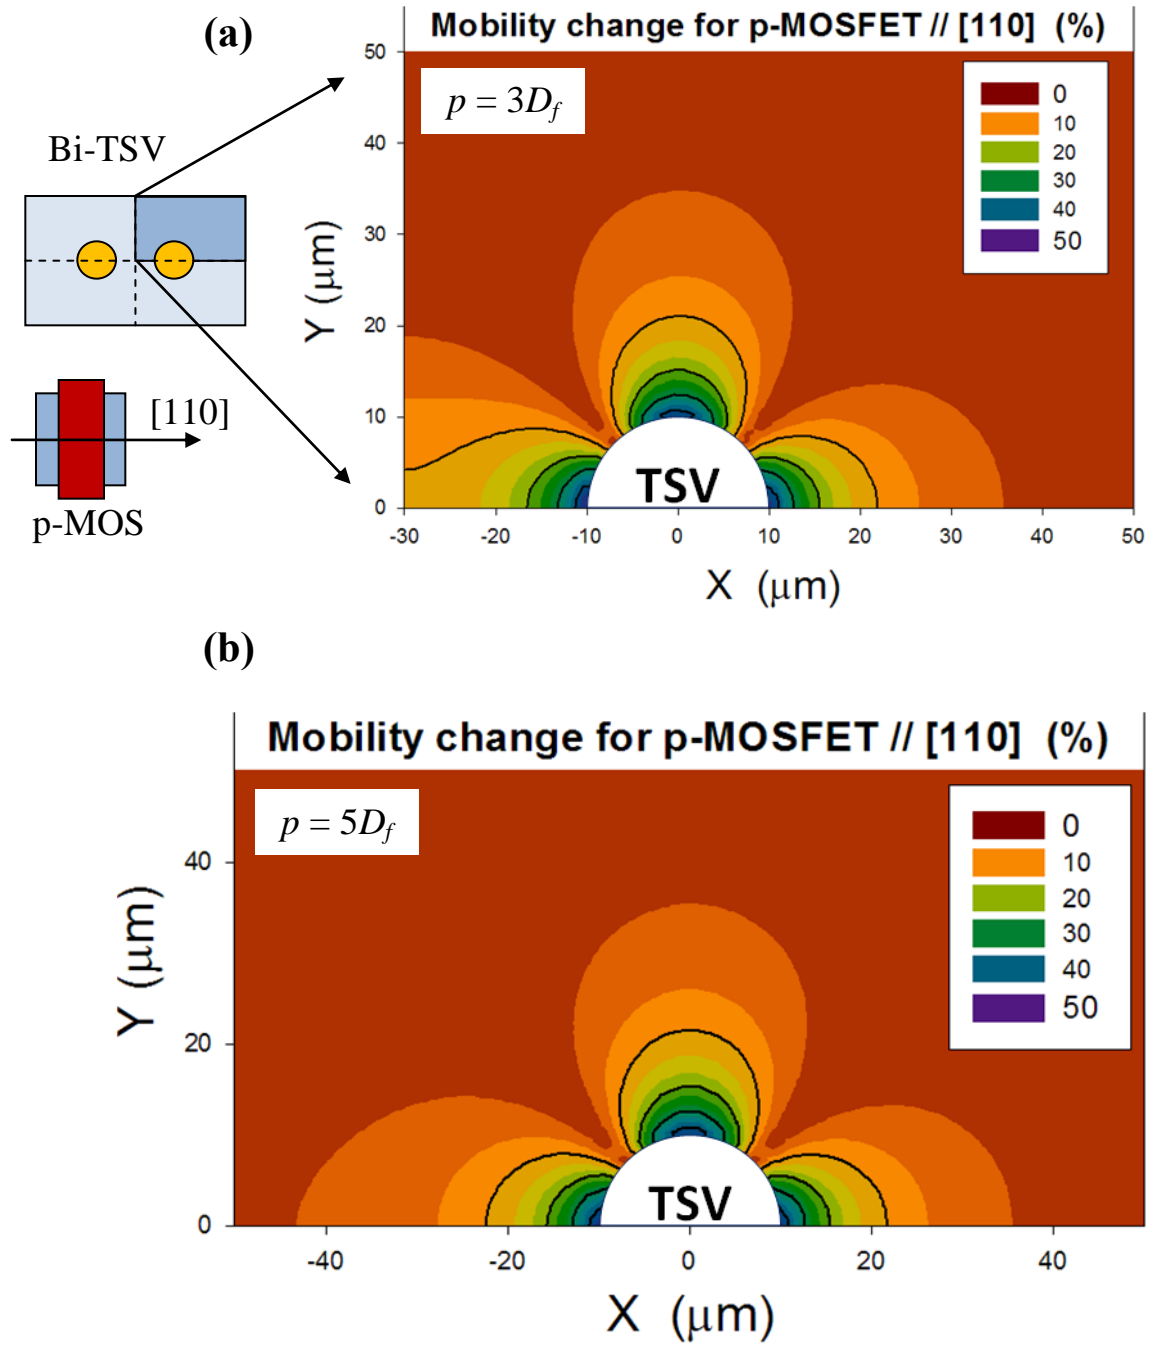 (a)
Mobility change for p-MOSFET // [110] (%)
p = 3D_f
0
10
20
30
40
50
Bi-TSV
[110]
p-MOS
Y (μm)
50
40
30
20
10
0
TSV
-30 -20 -10 0 10 20 30 40 50
X (μm)
(b)
Mobility change for p-MOSFET // [110] (%)
p = 5D_f
0
10
20
30
40
50
Y (μm)
40
20
0
TSV
-40 -20 0 20 40
X (μm)